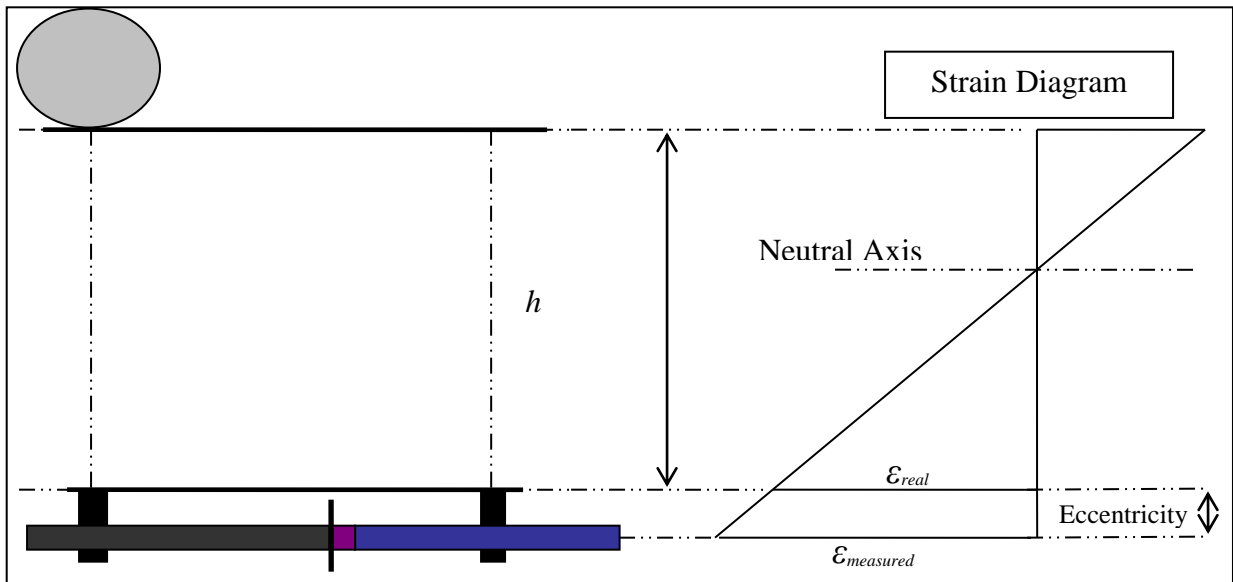 Strain Diagram
Neutral Axis
h
εreal
Eccentricity
εmeasured